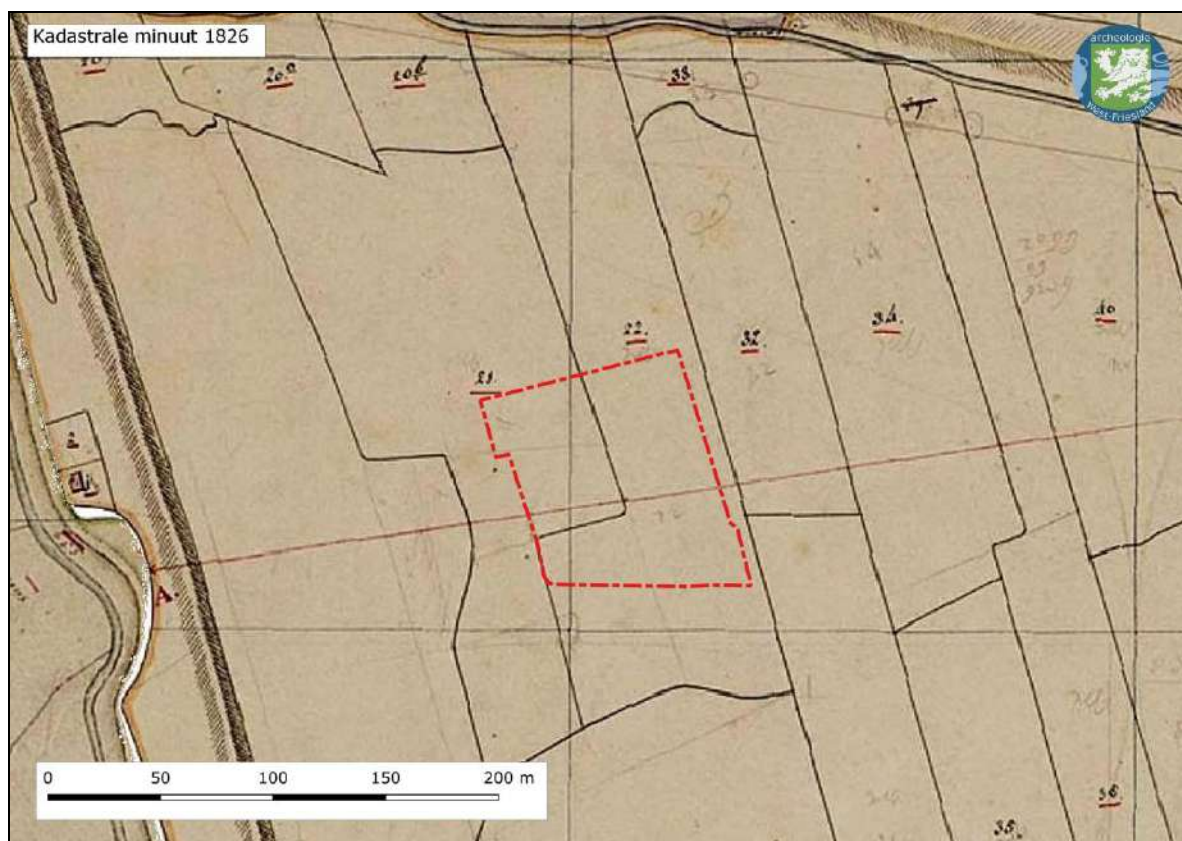 Kadastrale minuut 1826
archeologie
West-Friesland
20a
20b
33.
22.
32.
34.
40
21.
2
A.
0 50 100 150 200 m
35.
36.